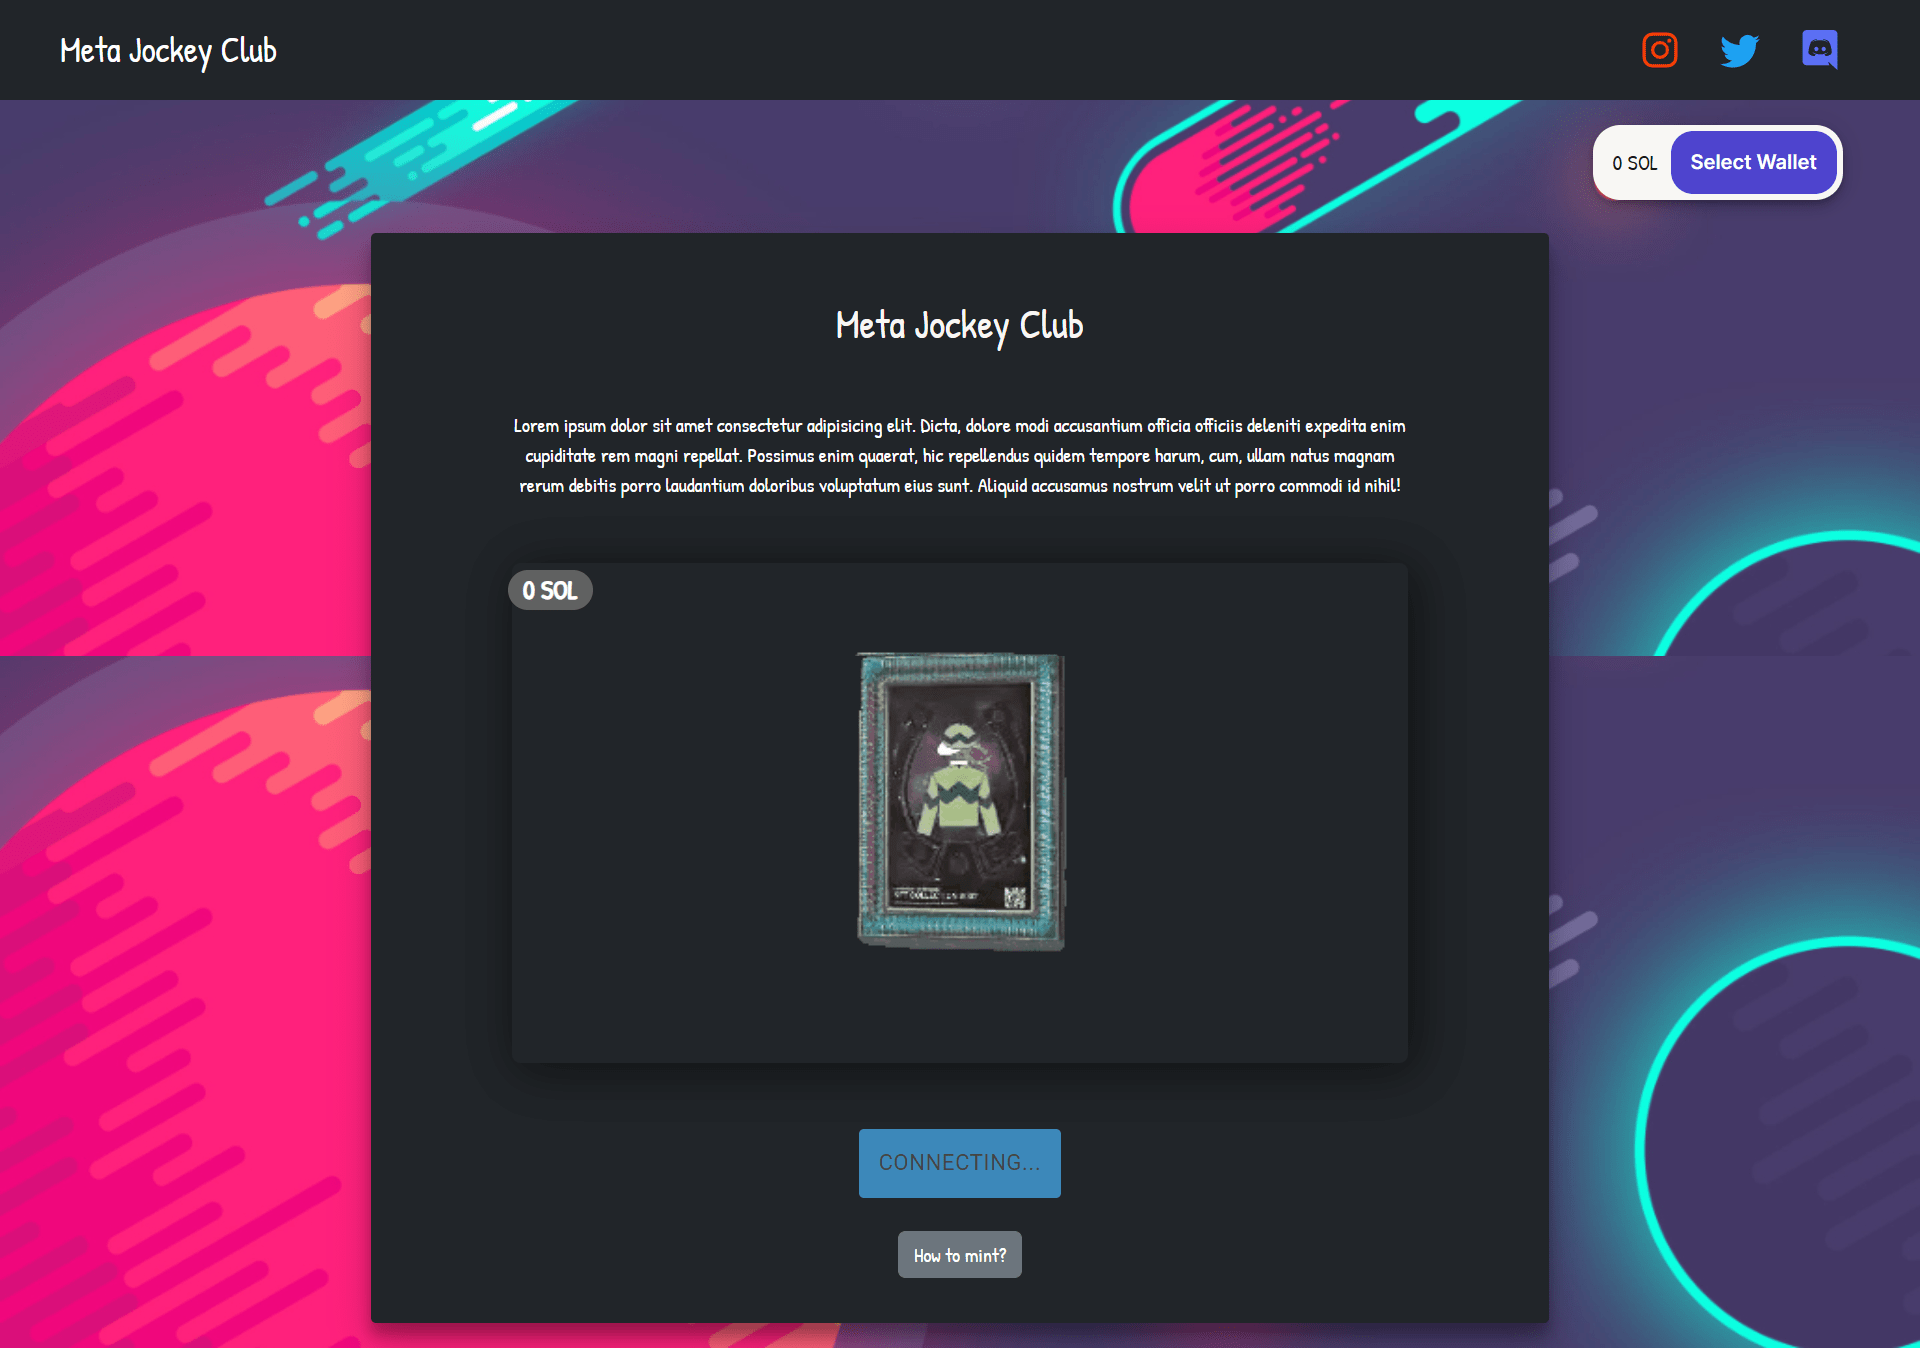 Meta Jockey Club
0 SOL
Select Wallet
Meta Jockey Club
Lorem ipsum dolor sit amet consectetur adipisicing elit. Dicta, dolore modi accusantium officia officiis deleniti expedita enim
cupiditate rem magni repellat. Possimus enim quaerat, hic repellendus quidem tempore harum, cum, ullam natus magnam
rerum debitis porro laudantium doloribus voluptatum eius sunt. Aliquid accusamus nostrum velit ut porro commodi id nihil!
0 SOL
CONNECTING...
How to mint?